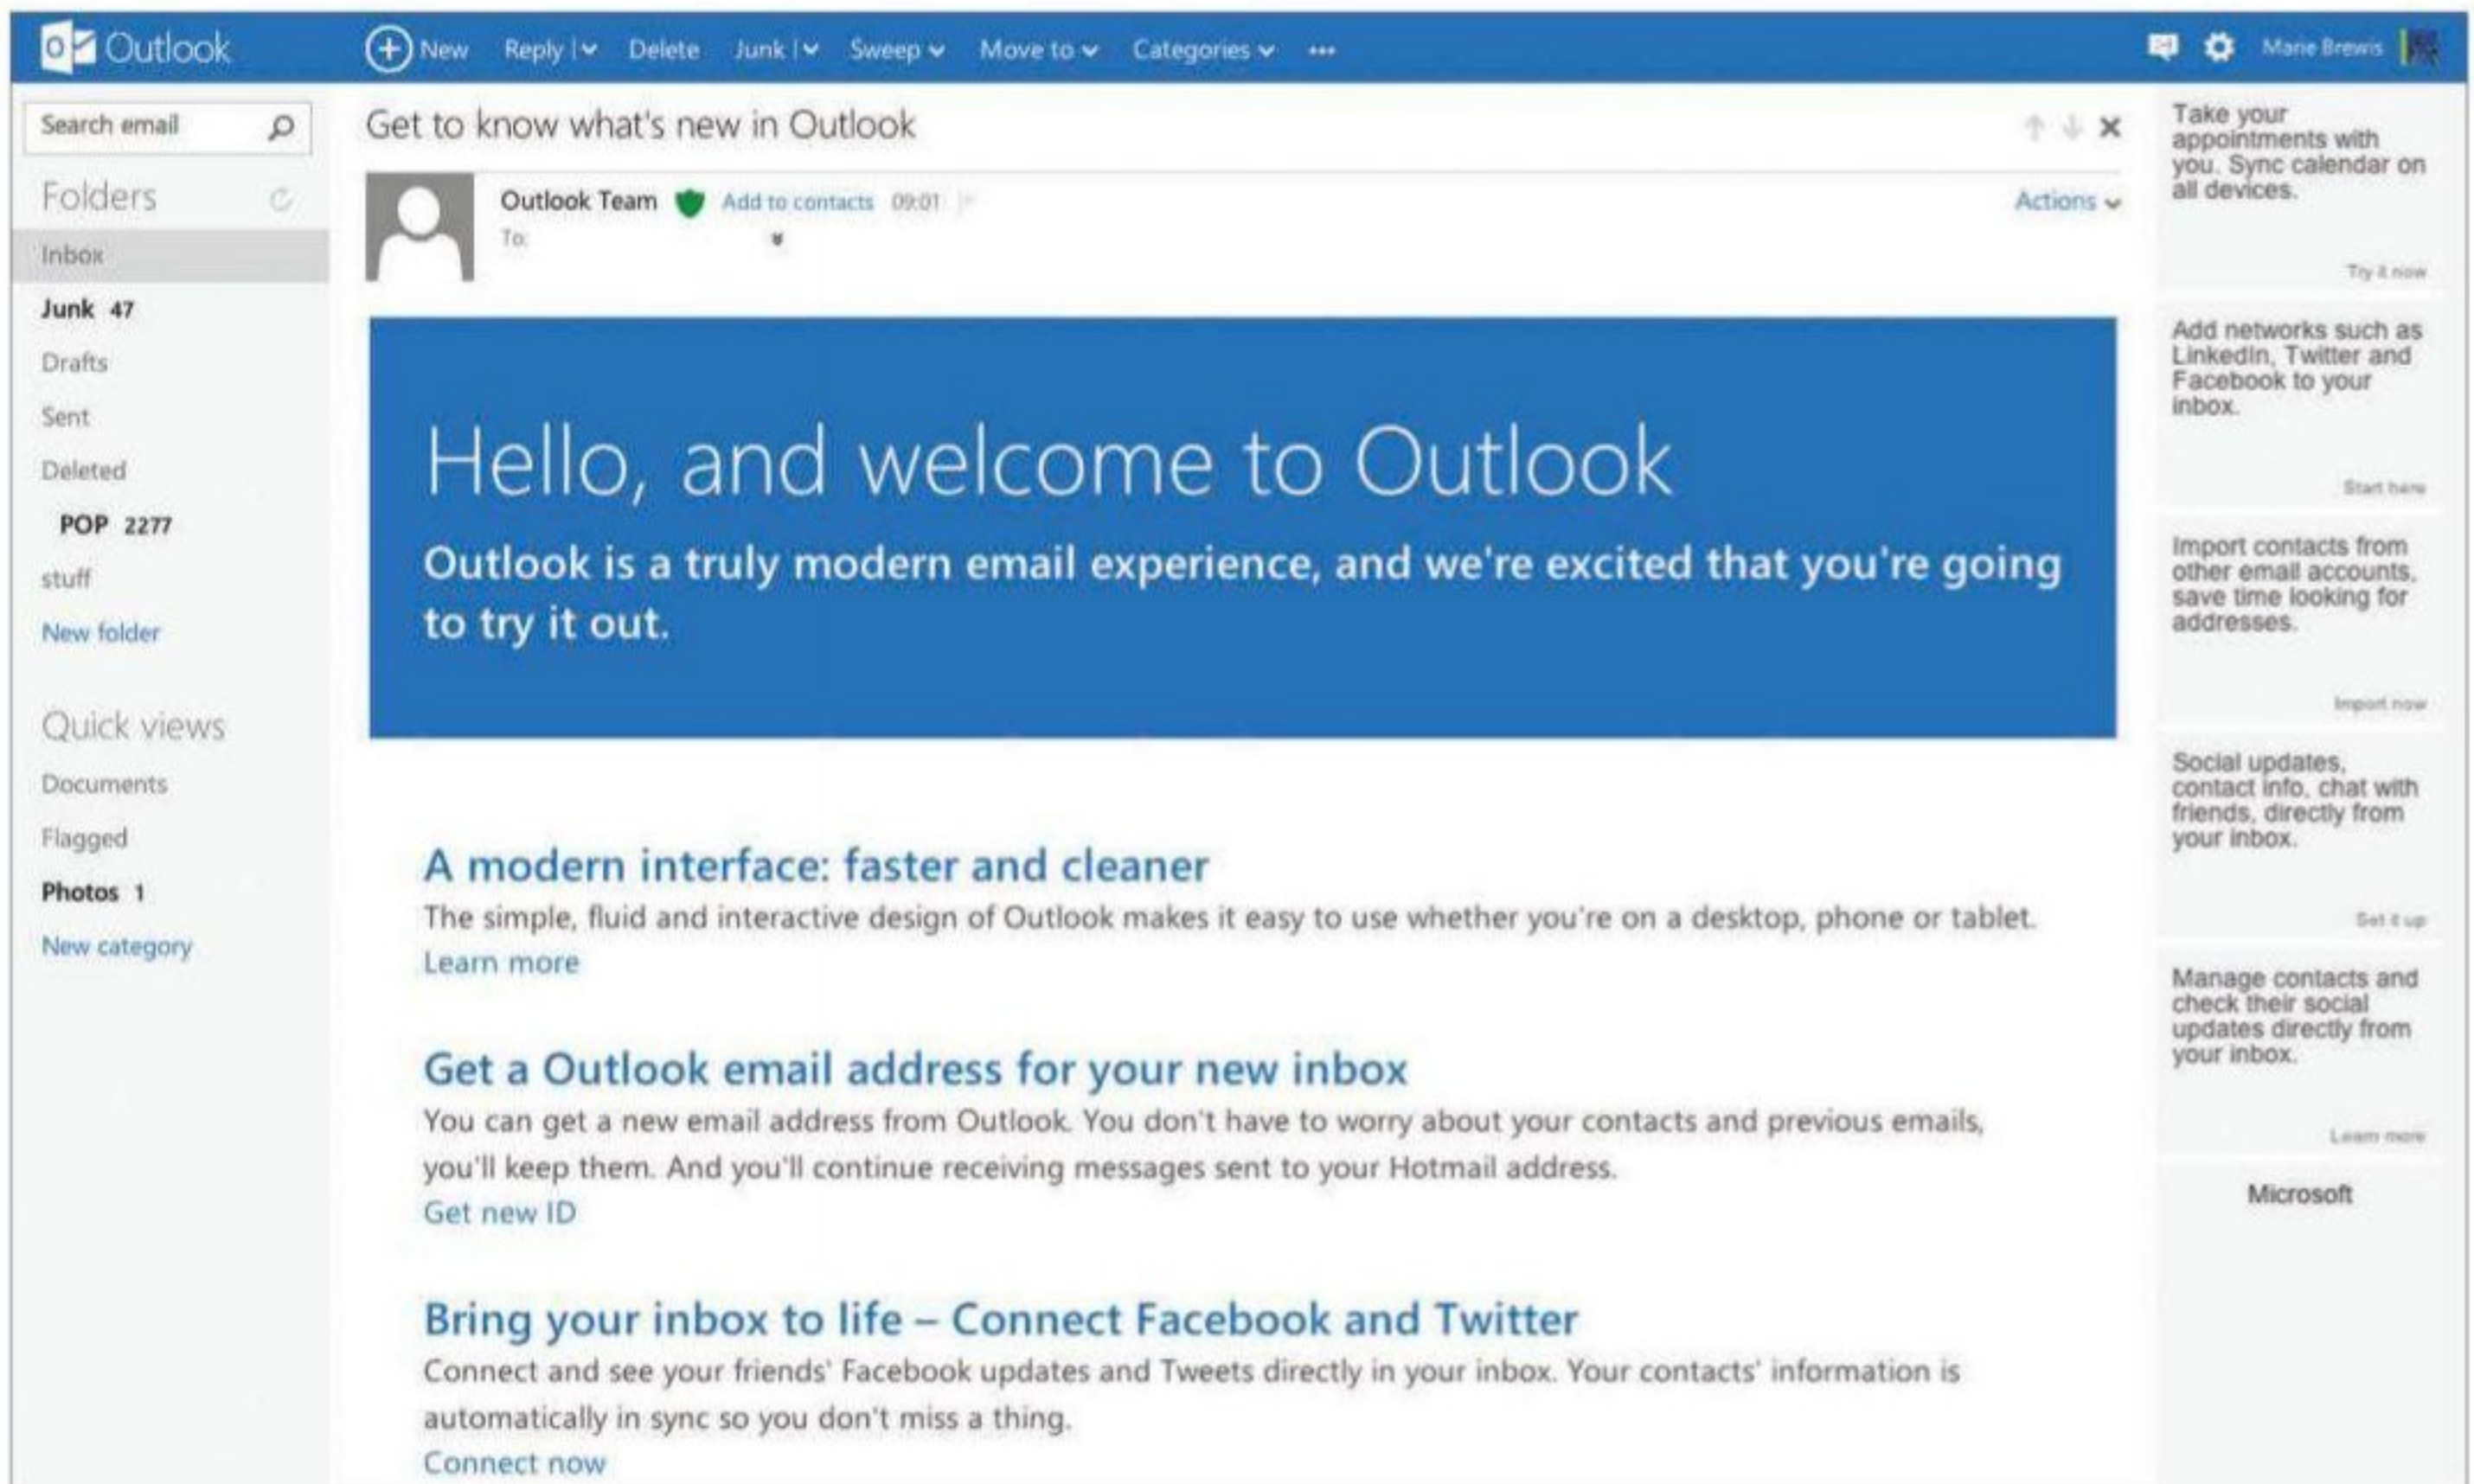 Outlook
New Reply Delete Junk Sweep Move to Categories •••
Marie Brewis
Search email
Folders
Inbox
Junk 47
Drafts
Sent
Deleted
POP 2277
stuff
New folder
Quick views
Documents
Flagged
Photos 1
New category
Get to know what's new in Outlook
Outlook Team Add to contacts 09:01
Actions
To:
Hello, and welcome to Outlook
Outlook is a truly modern email experience, and we're excited that you're going
to try it out.
A modern interface: faster and cleaner
The simple, fluid and interactive design of Outlook makes it easy to use whether you're on a desktop, phone or tablet.
Learn more
Get a Outlook email address for your new inbox
You can get a new email address from Outlook. You don't have to worry about your contacts and previous emails,
you'll keep them. And you'll continue receiving messages sent to your Hotmail address.
Get new ID
Bring your inbox to life – Connect Facebook and Twitter
Connect and see your friends' Facebook updates and Tweets directly in your inbox. Your contacts' information is
automatically in sync so you don't miss a thing.
Connect now
Take your
appointments with
you. Sync calendar on
all devices.
Try it now
Add networks such as
LinkedIn, Twitter and
Facebook to your
inbox.
Start here
Import contacts from
other email accounts,
save time looking for
addresses.
Import now
Social updates,
contact info, chat with
friends, directly from
your inbox.
Set it up
Manage contacts and
check their social
updates directly from
your inbox.
Learn more
Microsoft